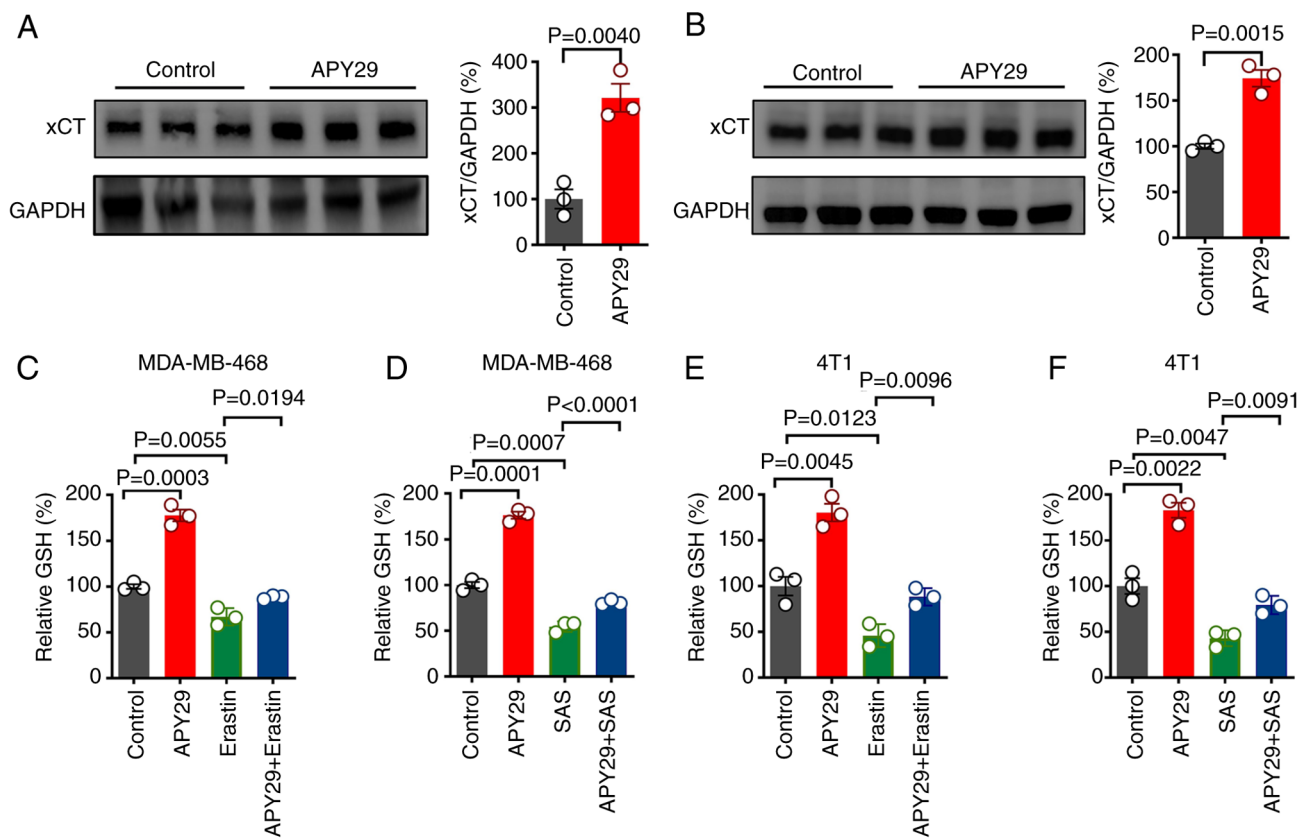 A
Control APY29
xCT
GAPDH
P=0.0040
xCT/GAPDH (%)
400
300
200
100
0
Control
APY29
B
Control APY29
xCT
GAPDH
P=0.0015
xCT/GAPDH (%)
200
150
100
50
0
Control
APY29
C
MDA-MB-468
P=0.0194
P=0.0055
P=0.0003
Relative GSH (%)
200
150
100
50
0
Control
APY29
Erastin
APY29+Erastin
D
MDA-MB-468
P<0.0001
P=0.0007
P=0.0001
Relative GSH (%)
200
150
100
50
0
Control
APY29
SAS
APY29+SAS
E
4T1
P=0.0096
P=0.0123
P=0.0045
Relative GSH (%)
200
150
100
50
0
Control
APY29
Erastin
APY29+Erastin
F
4T1
P=0.0091
P=0.0047
P=0.0022
Relative GSH (%)
200
150
100
50
0
Control
APY29
SAS
APY29+SAS